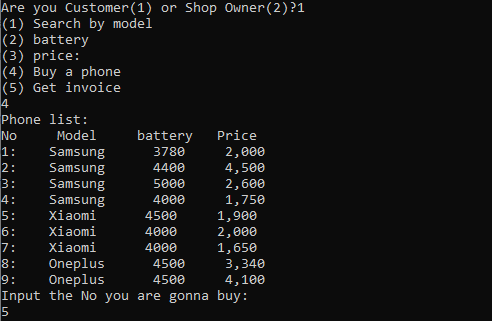 Are you Customer(1) or Shop Owner(2)?1
(1) Search by model
(2) battery
(3) price:
(4) Buy a phone
(5) Get invoice
4
Phone list:
No     Model     battery   Price
1:    Samsung      3780     2,000
2:    Samsung      4400     4,500
3:    Samsung      5000     2,600
4:    Samsung      4000     1,750
5:    Xiaomi      4500     1,900
6:    Xiaomi      4000     2,000
7:    Xiaomi      4000     1,650
8:    Oneplus      4500     3,340
9:    Oneplus      4500     4,100
Input the No you are gonna buy:
5